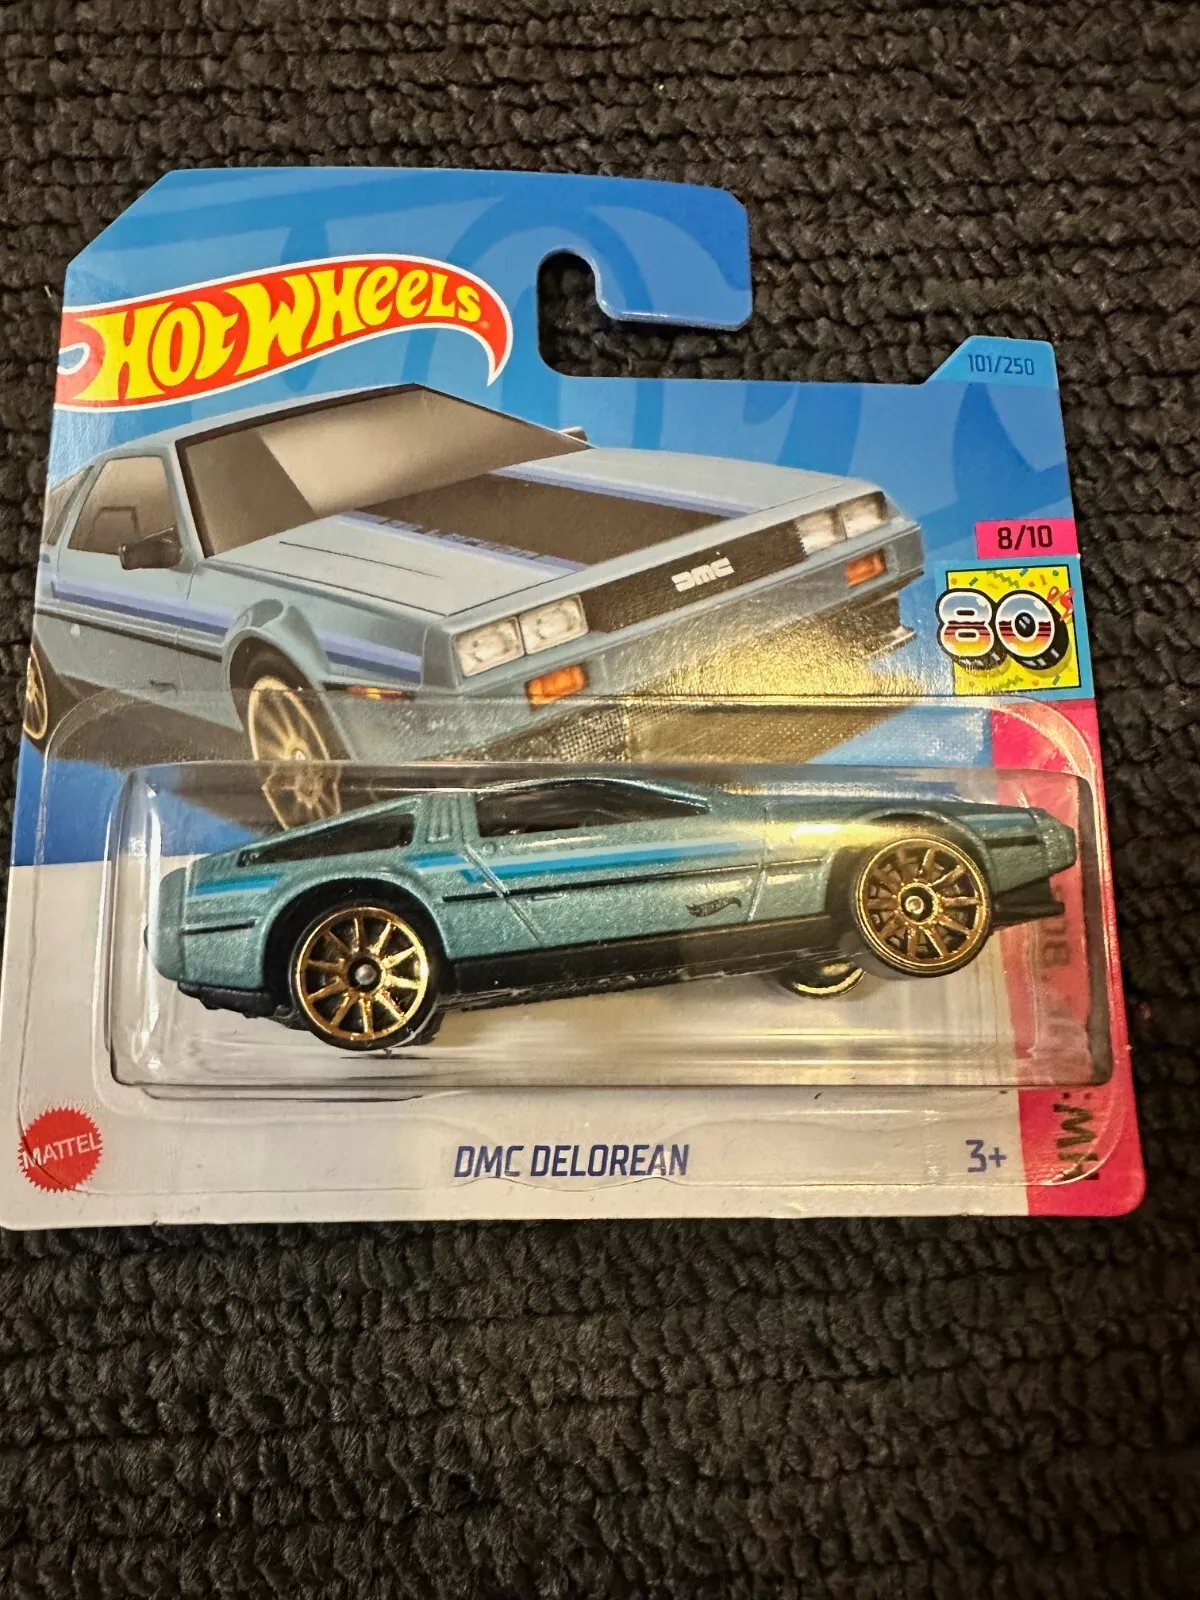 HOT WHEELS
101/250
8/10
80's
DMC
MATTEL
DMC DELOREAN
3+
HW: